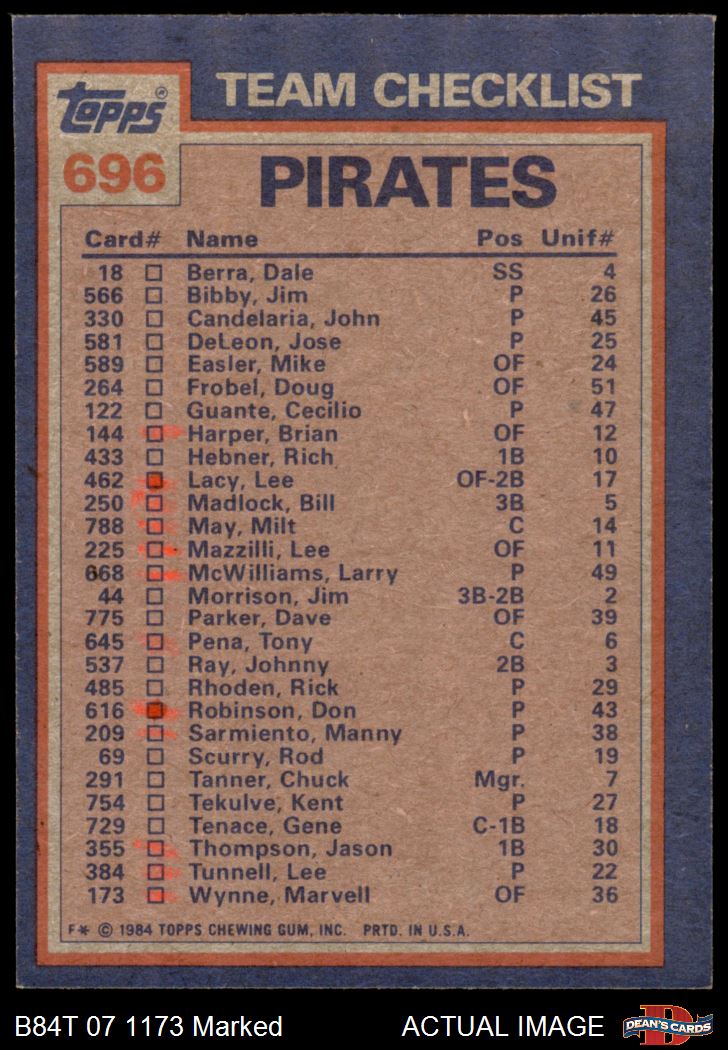 Topps® TEAM CHECKLIST
696 PIRATES
Card# Name Pos Unif#
18 Berra, Dale SS 4
566 Bibby, Jim P 26
330 Candelaria, John P 45
581 DeLeon, Jose P 25
589 Easler, Mike OF 24
264 Frobel, Doug OF 51
122 Guante, Cecilio P 47
144 Harper, Brian OF 12
433 Hebner, Rich 1B 10
462 Lacy, Lee OF-2B 17
250 Madlock, Bill 3B 5
788 May, Milt C 14
225 Mazzilli, Lee OF 11
668 McWilliams, Larry P 49
44 Morrison, Jim 3B-2B 2
775 Parker, Dave OF 39
645 Pena, Tony C 6
537 Ray, Johnny 2B 3
485 Rhoden, Rick P 29
616 Robinson, Don P 43
209 Sarmiento, Manny P 38
69 Scurry, Rod P 19
291 Tanner, Chuck Mgr. 7
754 Tekulve, Kent P 27
729 Tenace, Gene C-1B 18
355 Thompson, Jason 1B 30
384 Tunnell, Lee P 22
173 Wynne, Marvell OF 36
F* © 1984 TOPPS CHEWING GUM, INC. PRTD. IN U.S.A.
B84T 07 1173 Marked ACTUAL IMAGE D DEAN'S CARDS